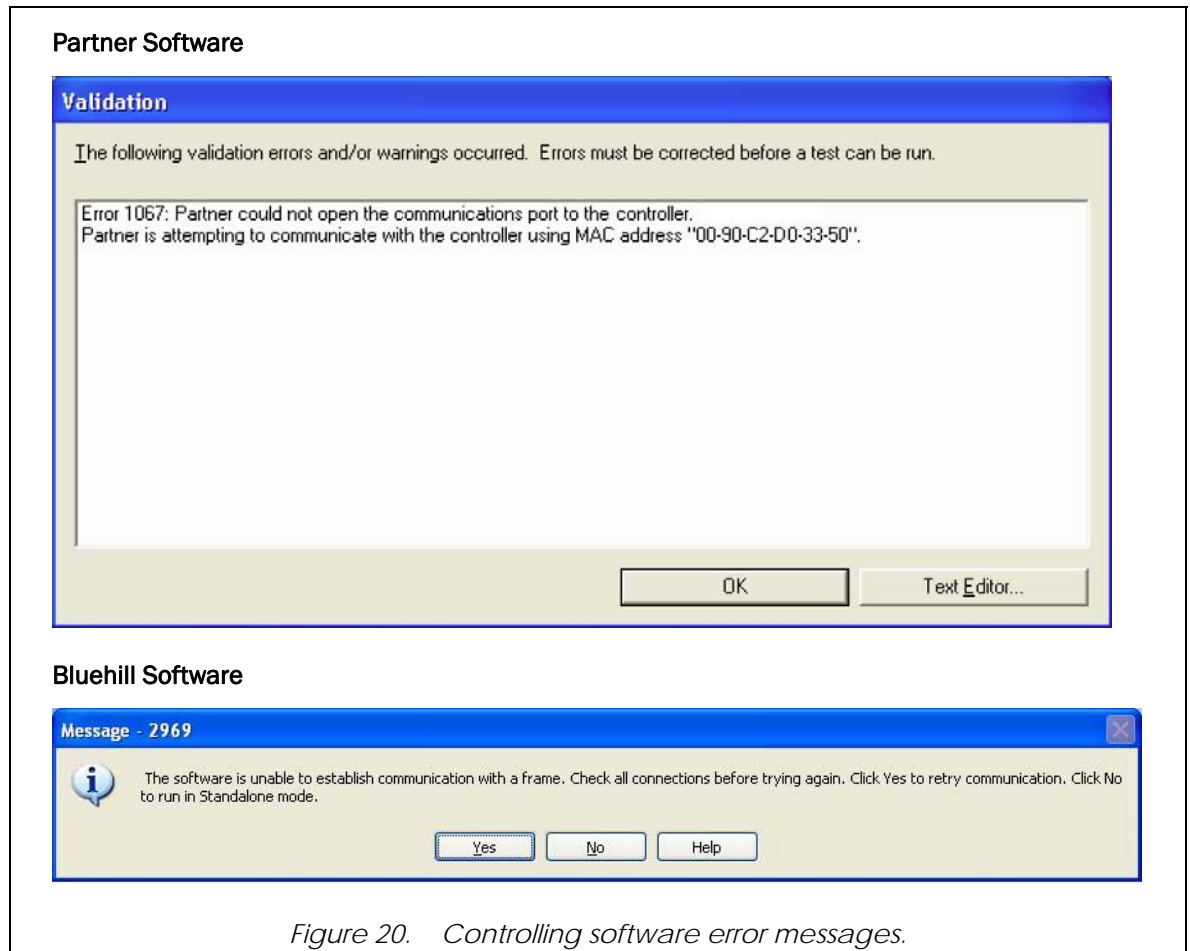 Partner Software
Validation
The following validation errors and/or warnings occurred. Errors must be corrected before a test can be run.
Error 1067: Partner could not open the communications port to the controller.
Partner is attempting to communicate with the controller using MAC address "00-90-C2-D0-33-50".
OK
Text Editor...
Bluehill Software
Message - 2969
The software is unable to establish communication with a frame. Check all connections before trying again. Click Yes to retry communication. Click No
to run in Standalone mode.
Yes
No
Help
Figure 20. Controlling software error messages.